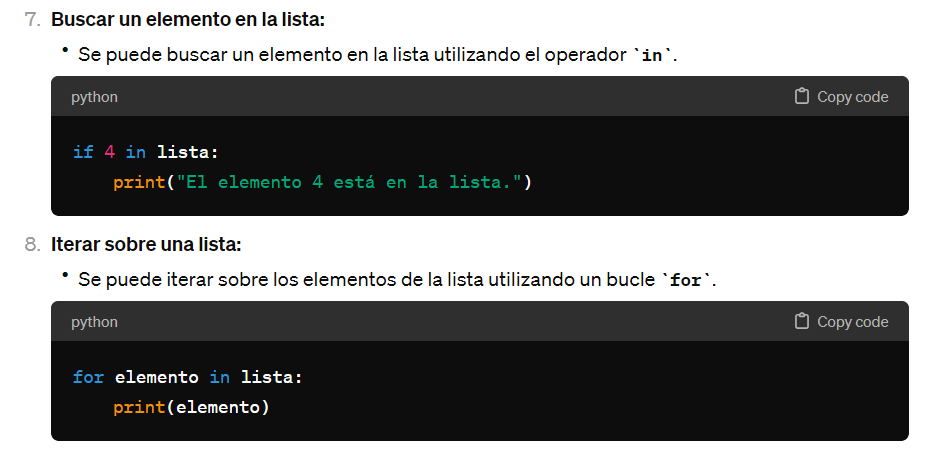 7. Buscar un elemento en la lista:
• Se puede buscar un elemento en la lista utilizando el operador `in`.
python Copy code
if 4 in lista:
    print("El elemento 4 está en la lista.")
8. Iterar sobre una lista:
• Se puede iterar sobre los elementos de la lista utilizando un bucle `for`.
python Copy code
for elemento in lista:
    print(elemento)